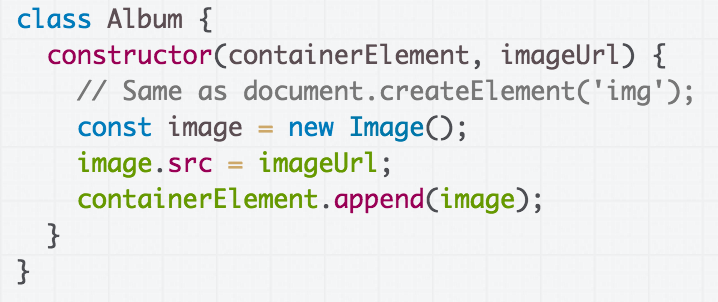 class Album {
constructor(containerElement, imageUrl) {
// Same as document.createElement('img');
const image = new Image();
image.src = imageUrl;
containerElement.append(image);
}
}